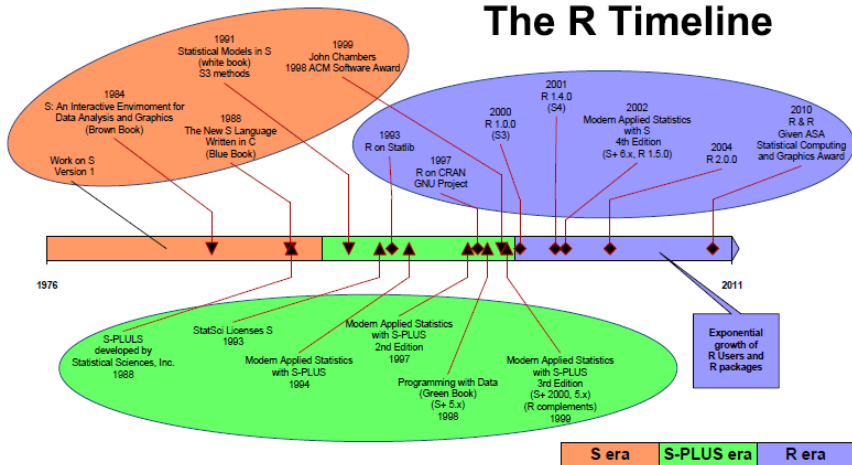 The R Timeline
1991
Statistical Models in S
(white book)
S3 methods
1999
John Chambers
1998 ACM Software Award
1984
S: An Interactive Enviroment for
Data Analysis and Graphics
(Brown Book)
1988
The New S Language
Written in C
(Blue Book)
Work on S
Version 1
1993
R on Statlib
1997
R on CRAN
GNU Project
2000
R 1.0.0
(S3)
2001
R 1.4.0
(S4)
2002
Modern Applied Statistics
with S
4th Edition
(S+ 6.x, R 1.5.0)
2004
R 2.0.0
2010
R & R
Given ASA
Statistical Computing
and Graphics Award
1976
2011
S-PLULS
developed by
Statistical Sciences, Inc.
1988
StatSci Licenses S
1993
Modern Applied Statistics
with S-PLUS
1994
Modern Applied Statistics
with S-PLUS
2nd Edition
1997
Programming with Data
(Green Book)
(S+ 5.x)
1998
Modern Applied Statistics
with S-PLUS
3rd Edition
(S+ 2000, 5.x)
(R complements)
1999
Exponential
growth of
R Users and
R packages
S era
S-PLUS era
R era